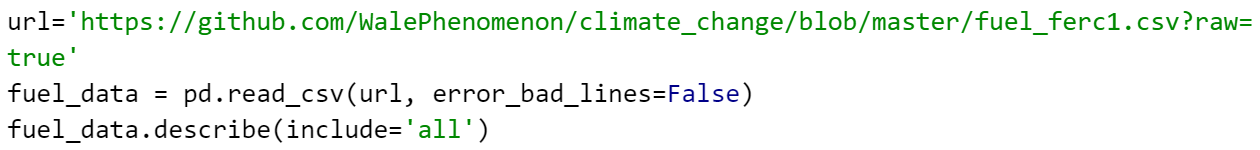 url='https://github.com/WalePhenomenon/climate_change/blob/master/fuel_ferc1.csv?raw=
true'
fuel_data = pd.read_csv(url, error_bad_lines=False)
fuel_data.describe(include='all')